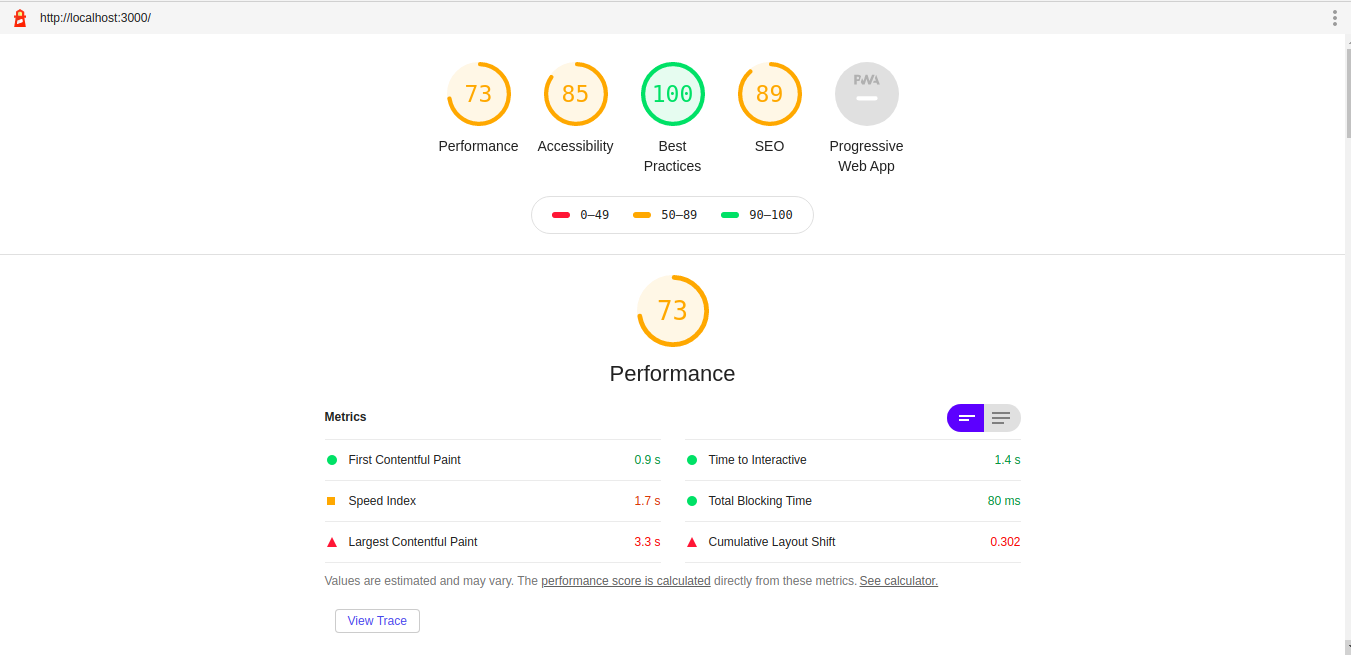 http://localhost:3000/
73
85
100
89
PWA
Performance
Accessibility
Best
Practices
SEO
Progressive
Web App
0–49
50–89
90–100
73
Performance
Metrics
First Contentful Paint 0.9 s
Time to Interactive 1.4 s
Speed Index 1.7 s
Total Blocking Time 80 ms
Largest Contentful Paint 3.3 s
Cumulative Layout Shift 0.302
Values are estimated and may vary. The performance score is calculated directly from these metrics. See calculator.
View Trace